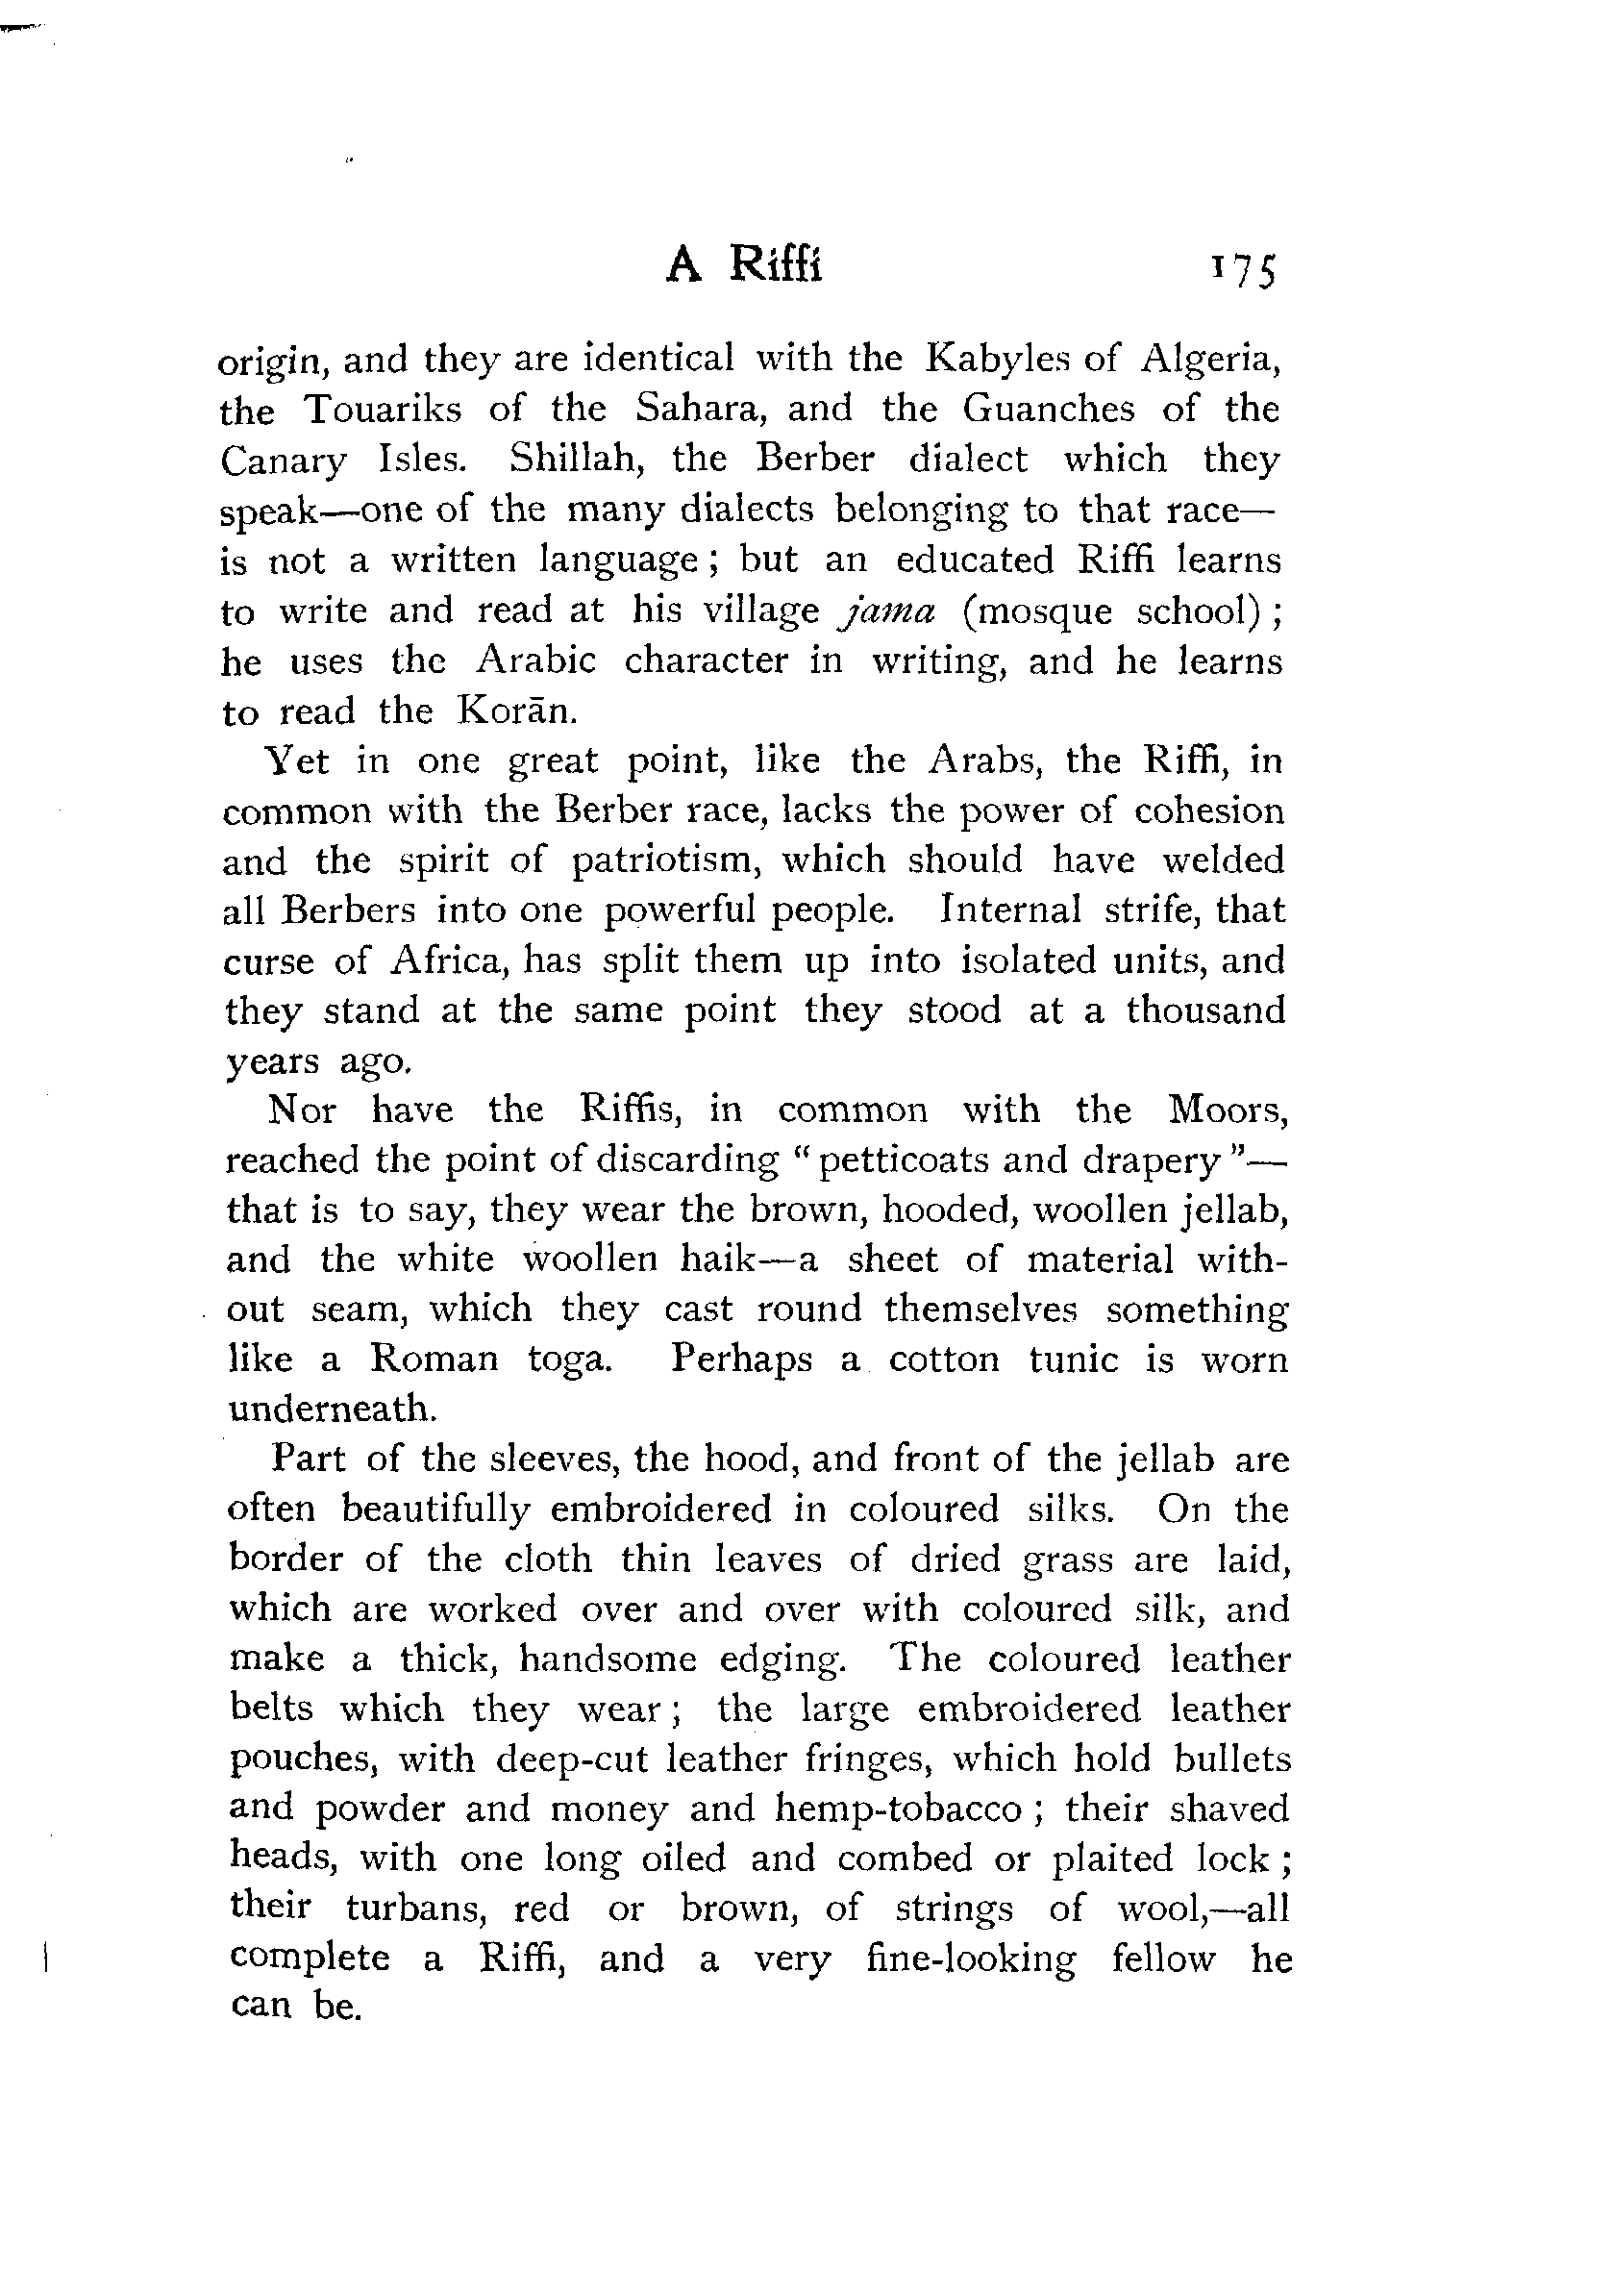 A Riffi 175
origin, and they are identical with the Kabyles of Algeria,
the Touariks of the Sahara, and the Guanches of the
Canary Isles. Shillah, the Berber dialect which they
speak—one of the many dialects belonging to that race—
is not a written language; but an educated Riffi learns
to write and read at his village jama (mosque school);
he uses the Arabic character in writing, and he learns
to read the Korān.
Yet in one great point, like the Arabs, the Riffi, in
common with the Berber race, lacks the power of cohesion
and the spirit of patriotism, which should have welded
all Berbers into one powerful people. Internal strife, that
curse of Africa, has split them up into isolated units, and
they stand at the same point they stood at a thousand
years ago.
Nor have the Riffis, in common with the Moors,
reached the point of discarding “petticoats and drapery”—
that is to say, they wear the brown, hooded, woollen jellab,
and the white woollen haik—a sheet of material with-
out seam, which they cast round themselves something
like a Roman toga. Perhaps a cotton tunic is worn
underneath.
Part of the sleeves, the hood, and front of the jellab are
often beautifully embroidered in coloured silks. On the
border of the cloth thin leaves of dried grass are laid,
which are worked over and over with coloured silk, and
make a thick, handsome edging. The coloured leather
belts which they wear; the large embroidered leather
pouches, with deep-cut leather fringes, which hold bullets
and powder and money and hemp-tobacco; their shaved
heads, with one long oiled and combed or plaited lock;
their turbans, red or brown, of strings of wool,—all
complete a Riffi, and a very fine-looking fellow he
can be.